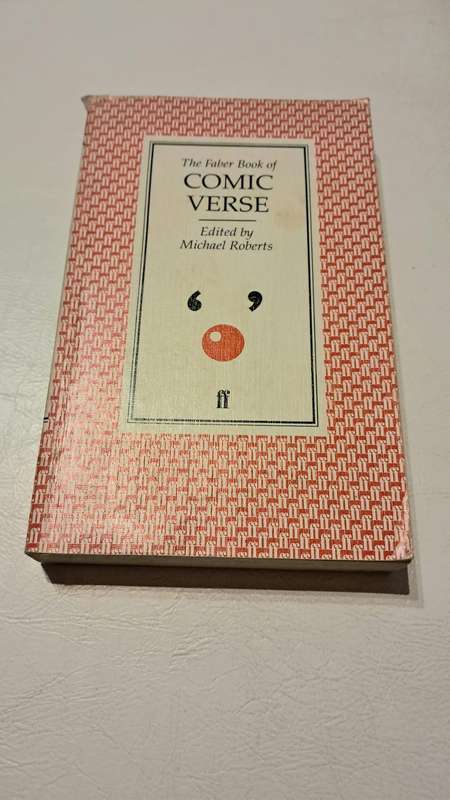 The Faber Book of
COMIC
VERSE
Edited by
Michael Roberts
‘ ’
ff